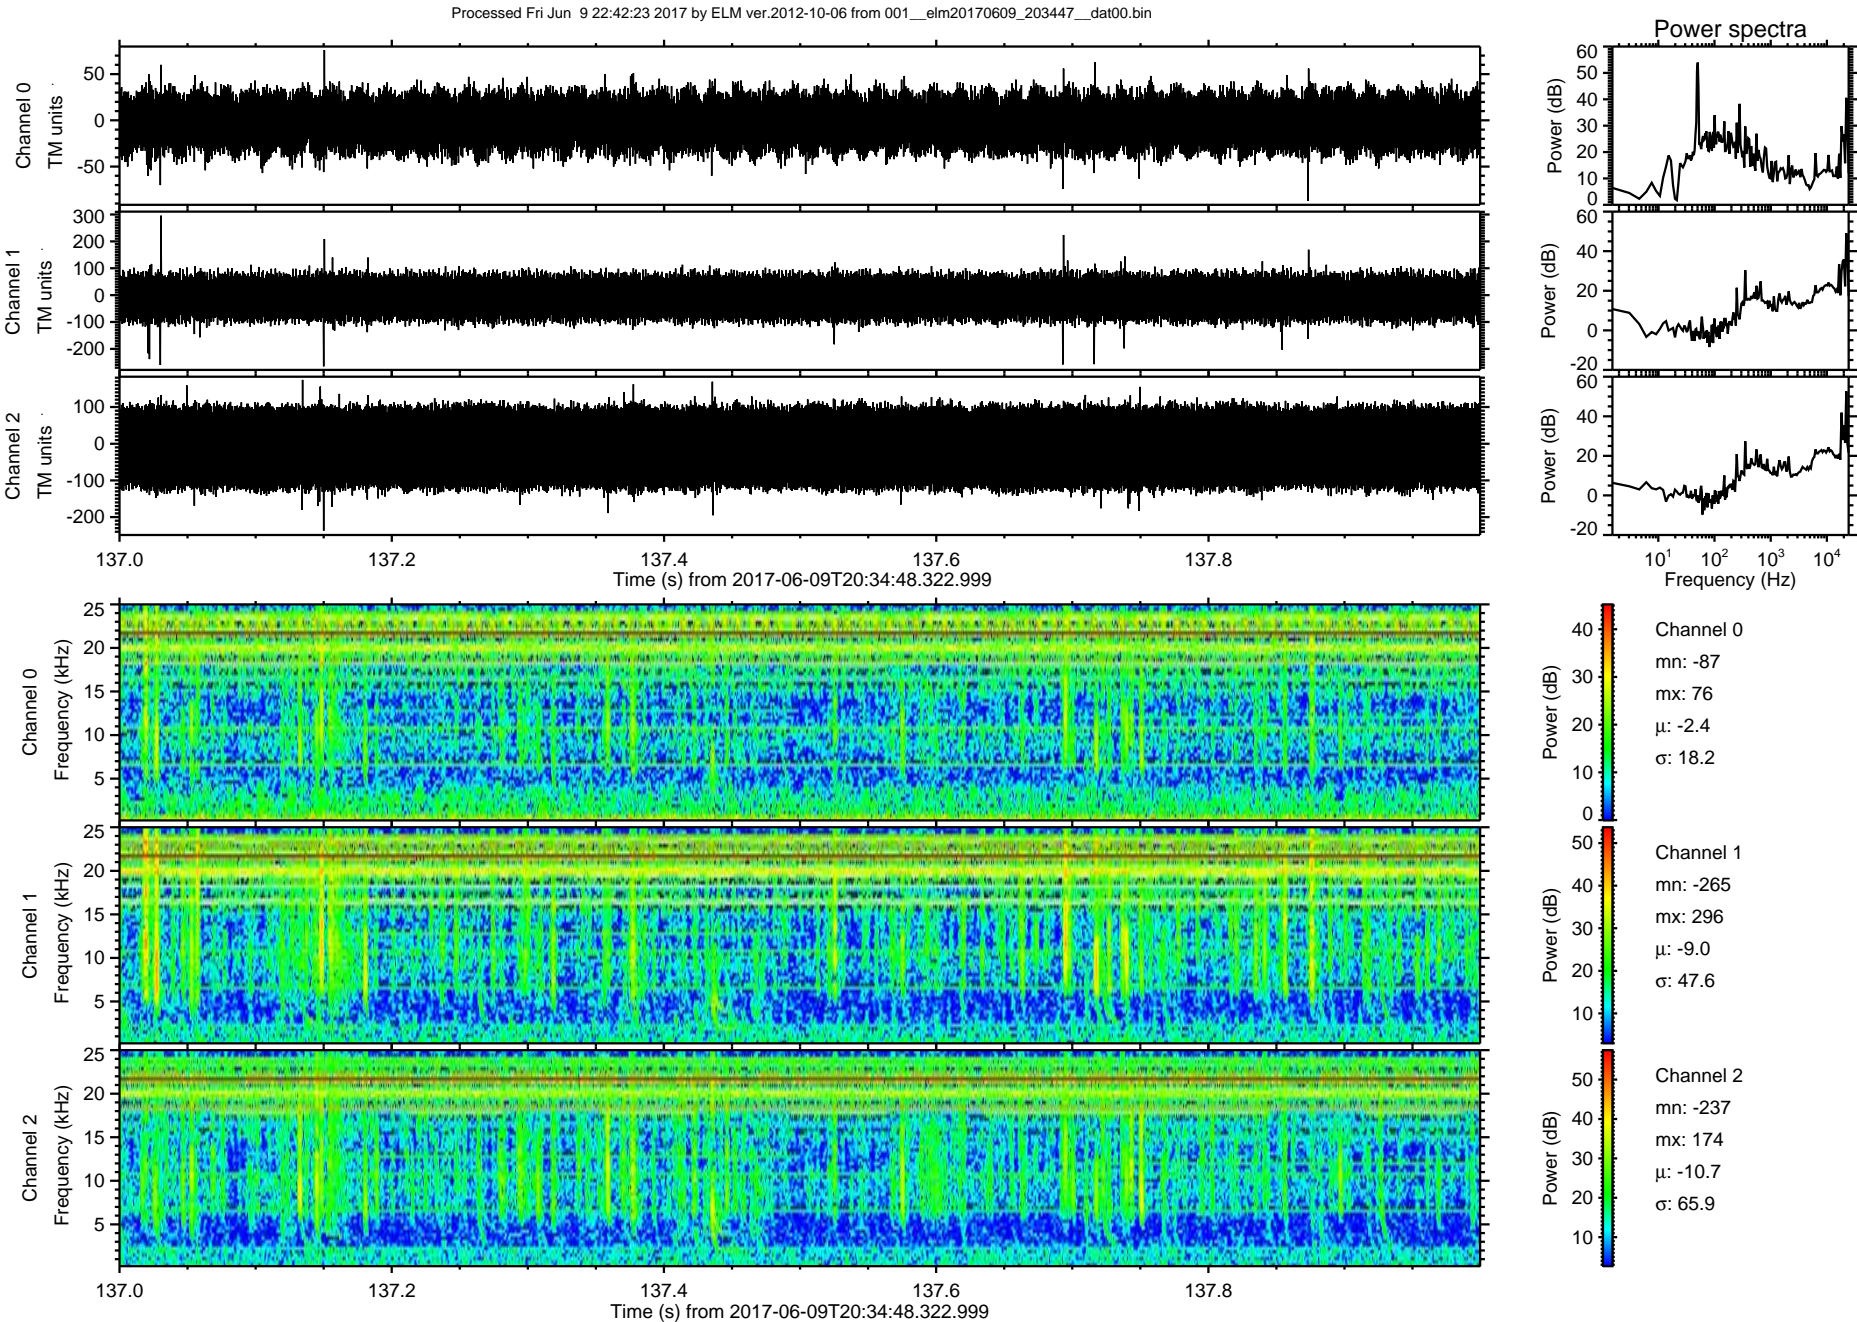 Processed Fri Jun  9 22:42:23 2017 by ELM ver.2012-10-06 from 001__elm20170609_203447__dat00.bin
Power spectra
Channel 0
TM units
50
0
-50
Power (dB)
60
50
40
30
20
10
0
Channel 1
TM units
300
200
100
0
-100
-200
Power (dB)
60
40
20
0
-20
Channel 2
TM units
100
0
-100
-200
Power (dB)
60
40
20
0
-20
137.0 137.2 137.4 137.6 137.8
Time (s) from 2017-06-09T20:34:48.322.999
10¹ 10² 10³ 10⁴
Frequency (Hz)
Channel 0
Frequency (kHz)
25
20
15
10
5
Power (dB)
40
30
20
10
0
Channel 0
mn: -87
mx: 76
μ: -2.4
σ: 18.2
Channel 1
Frequency (kHz)
25
20
15
10
5
Power (dB)
50
40
30
20
10
Channel 1
mn: -265
mx: 296
μ: -9.0
σ: 47.6
Channel 2
Frequency (kHz)
25
20
15
10
5
Power (dB)
50
40
30
20
10
Channel 2
mn: -237
mx: 174
μ: -10.7
σ: 65.9
137.0 137.2 137.4 137.6 137.8
Time (s) from 2017-06-09T20:34:48.322.999